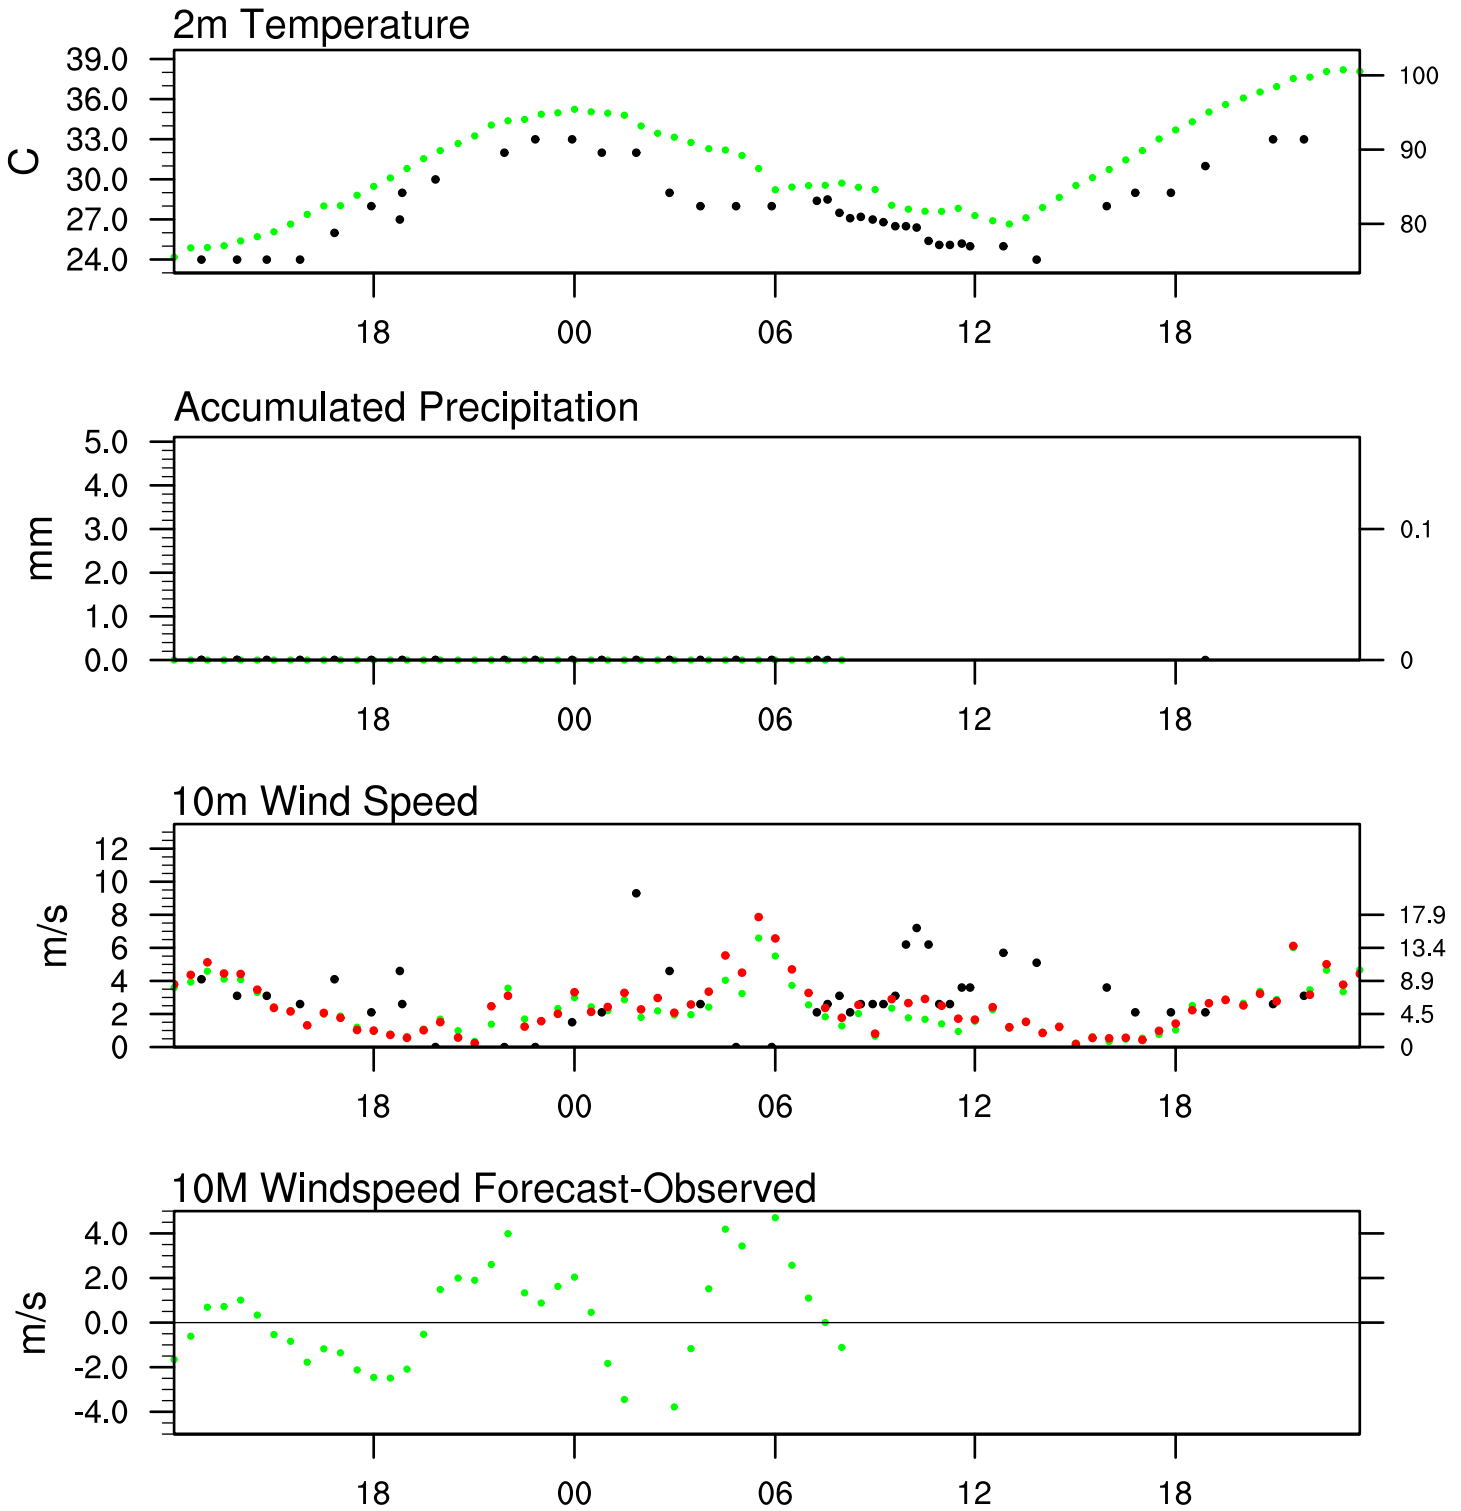 2m Temperature
39.0
36.0
33.0
30.0
27.0
24.0
C
100
90
80
18 00 06 12 18
Accumulated Precipitation
5.0
4.0
3.0
2.0
1.0
0.0
mm
0.1
0
18 00 06 12 18
10m Wind Speed
12
10
8
6
4
2
0
m/s
17.9
13.4
8.9
4.5
0
18 00 06 12 18
10M Windspeed Forecast-Observed
4.0
2.0
0.0
-2.0
-4.0
m/s
18 00 06 12 18